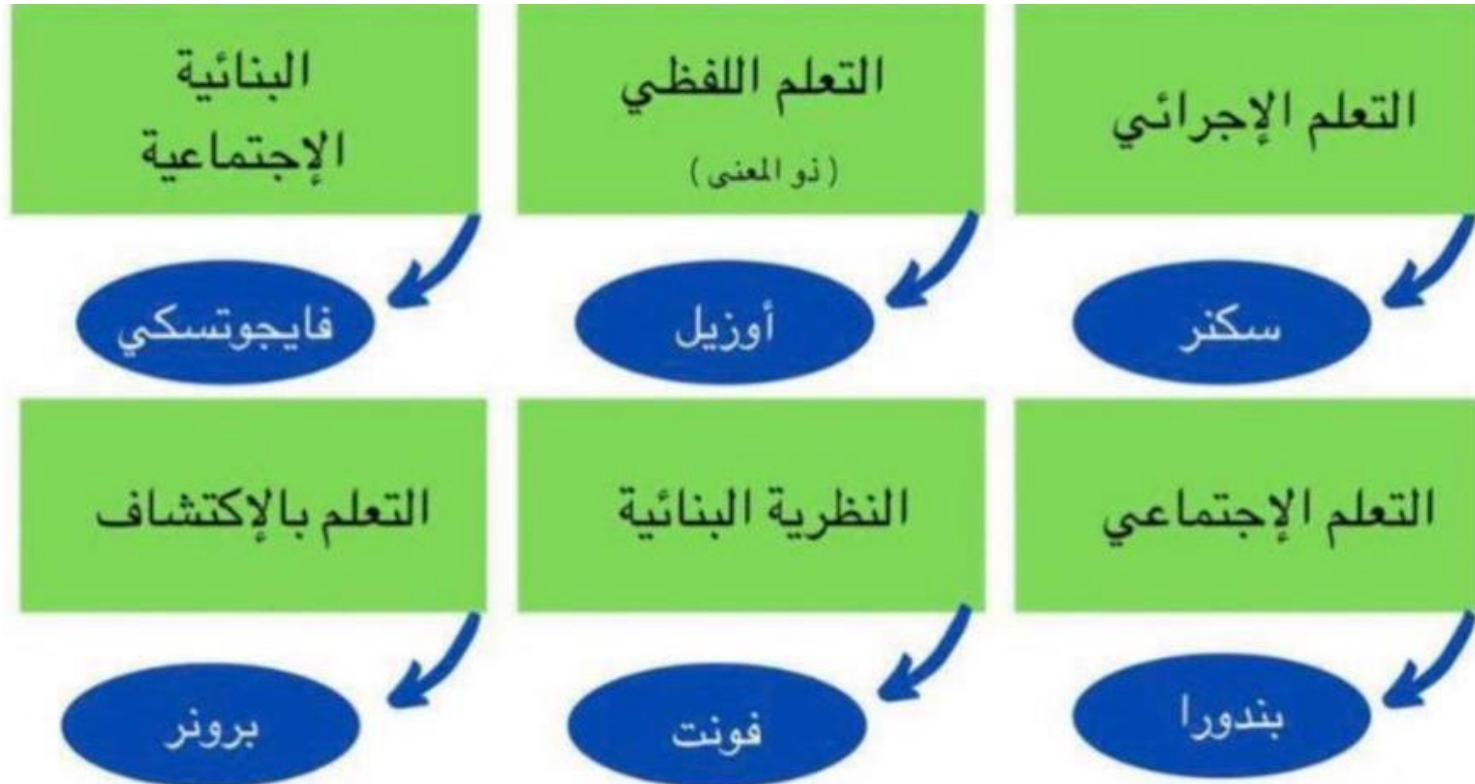 التعلم الإجرائي
سكنر
التعلم اللفظي
(ذو المعنى)
أوزيل
البنائية
الإجتماعية
فايجوتسكي
التعلم الإجتماعي
بندورا
النظرية البنائية
فونت
التعلم بالإكتشاف
برونر